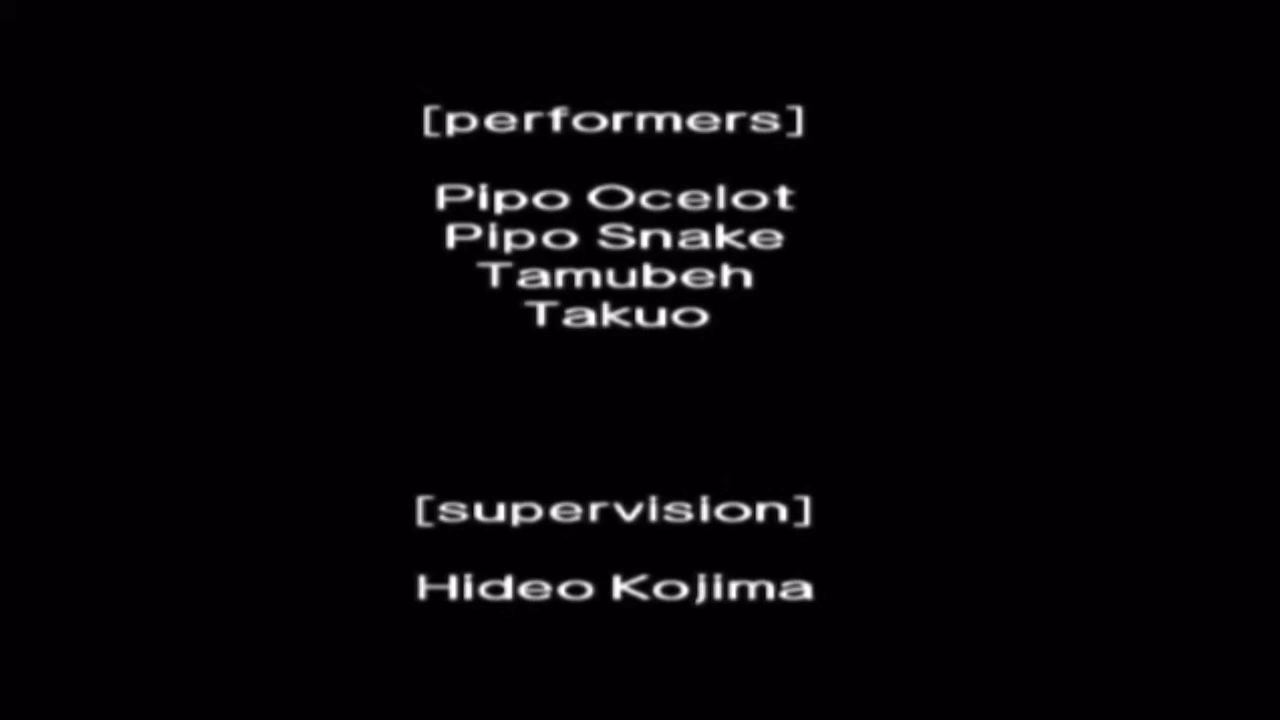 [performers]
Pipo Ocelot
Pipo Snake
Tamubeh
Takuo
[supervision]
Hideo Kojima